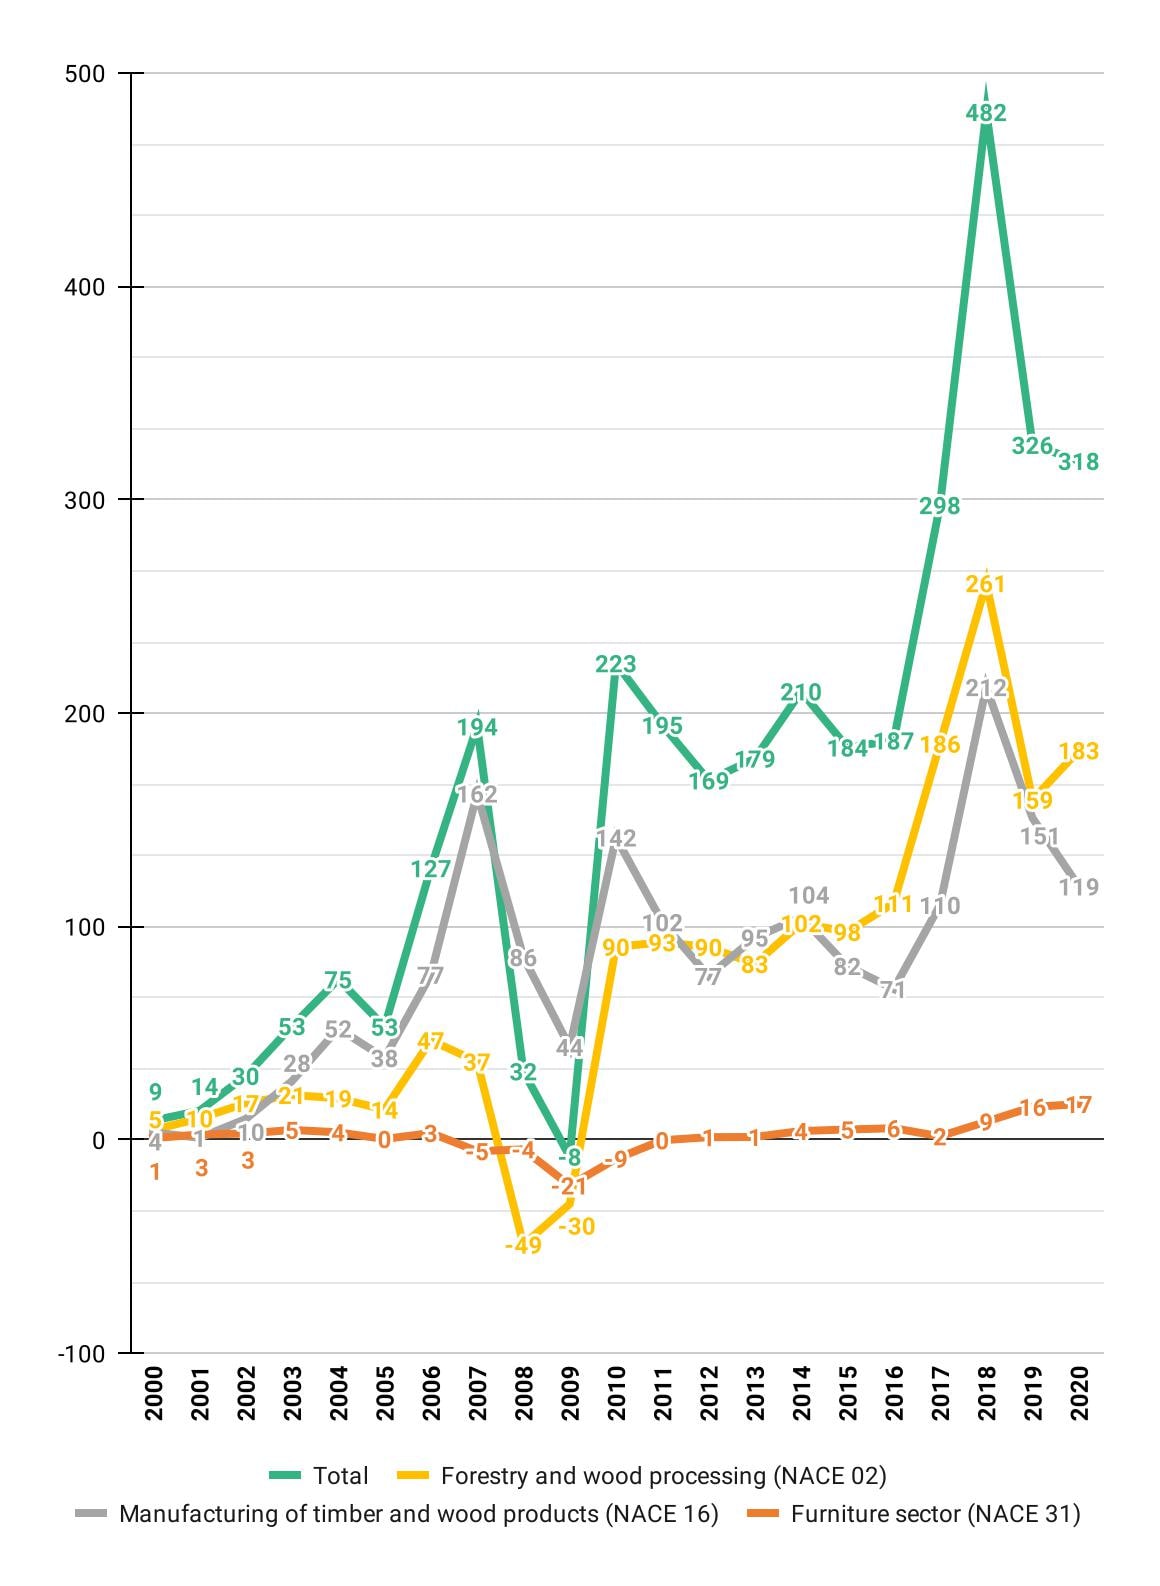 500
400
300
200
100
0
-100
9 14 30 53 75 53 127 194 32 -8 223 195 169 179 210 184 187 298 482 326 318
5 10 17 21 19 14 47 37 -49 -30 90 93 90 83 102 98 111 186 261 159 183
4 1 10 28 52 38 77 162 86 44 142 102 77 95 104 82 71 110 212 151 119
1 3 3 5 4 0 3 -5 -4 -21 -9 0 1 1 4 5 6 2 9 16 17
2000 2001 2002 2003 2004 2005 2006 2007 2008 2009 2010 2011 2012 2013 2014 2015 2016 2017 2018 2019 2020
Total Forestry and wood processing (NACE 02)
Manufacturing of timber and wood products (NACE 16) Furniture sector (NACE 31)